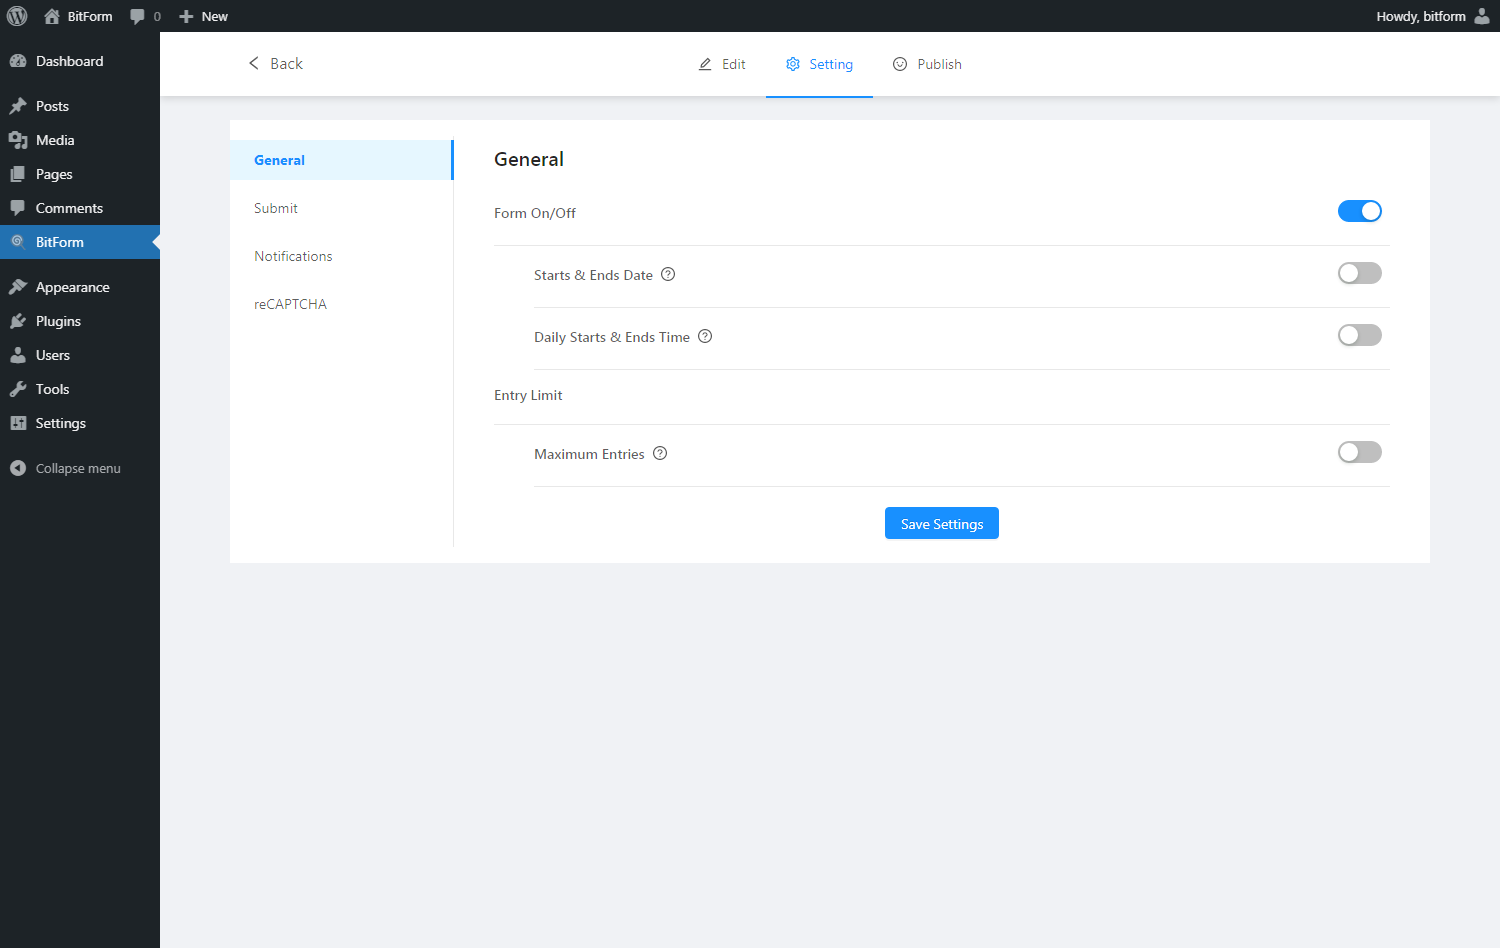 BitForm 0 New Howdy, bitform
Dashboard
Posts
Media
Pages
Comments
BitForm
Appearance
Plugins
Users
Tools
Settings
Collapse menu
Back Edit Setting Publish
General
Submit
Notifications
reCAPTCHA
General
Form On/Off
Starts & Ends Date
Daily Starts & Ends Time
Entry Limit
Maximum Entries
Save Settings